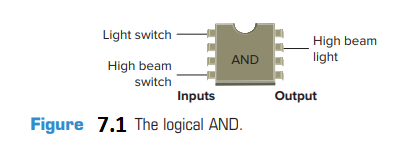 Light switch
High beam
switch
AND
High beam
light
Inputs
Output
Figure 7.1 The logical AND.